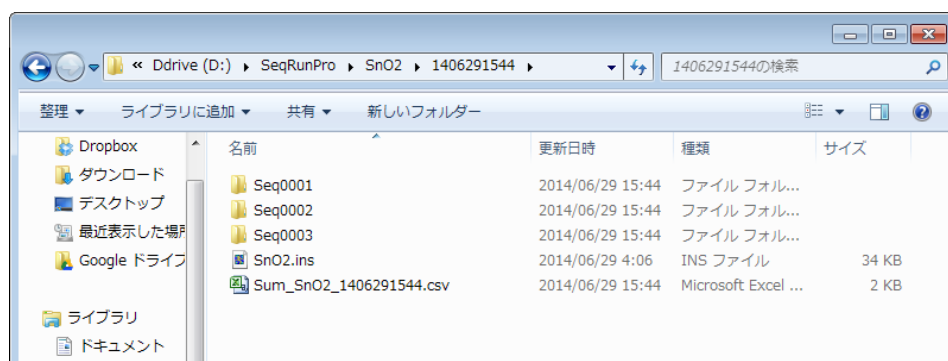 « Ddrive (D:) ▸ SeqRunPro ▸ SnO2 ▸ 1406291544 ▸ 1406291544の検索
整理 ▼ ライブラリに追加 ▼ 共有 ▼ 新しいフォルダー
名前 更新日時 種類 サイズ
Dropbox
ダウンロード
デスクトップ
最近表示した場所
Google ドライブ
ライブラリ
ドキュメント
Seq0001 2014/06/29 15:44 ファイル フォル...
Seq0002 2014/06/29 15:44 ファイル フォル...
Seq0003 2014/06/29 15:44 ファイル フォル...
SnO2.ins 2014/06/29 4:06 INS ファイル 34 KB
Sum_SnO2_1406291544.csv 2014/06/29 15:44 Microsoft Excel ... 2 KB